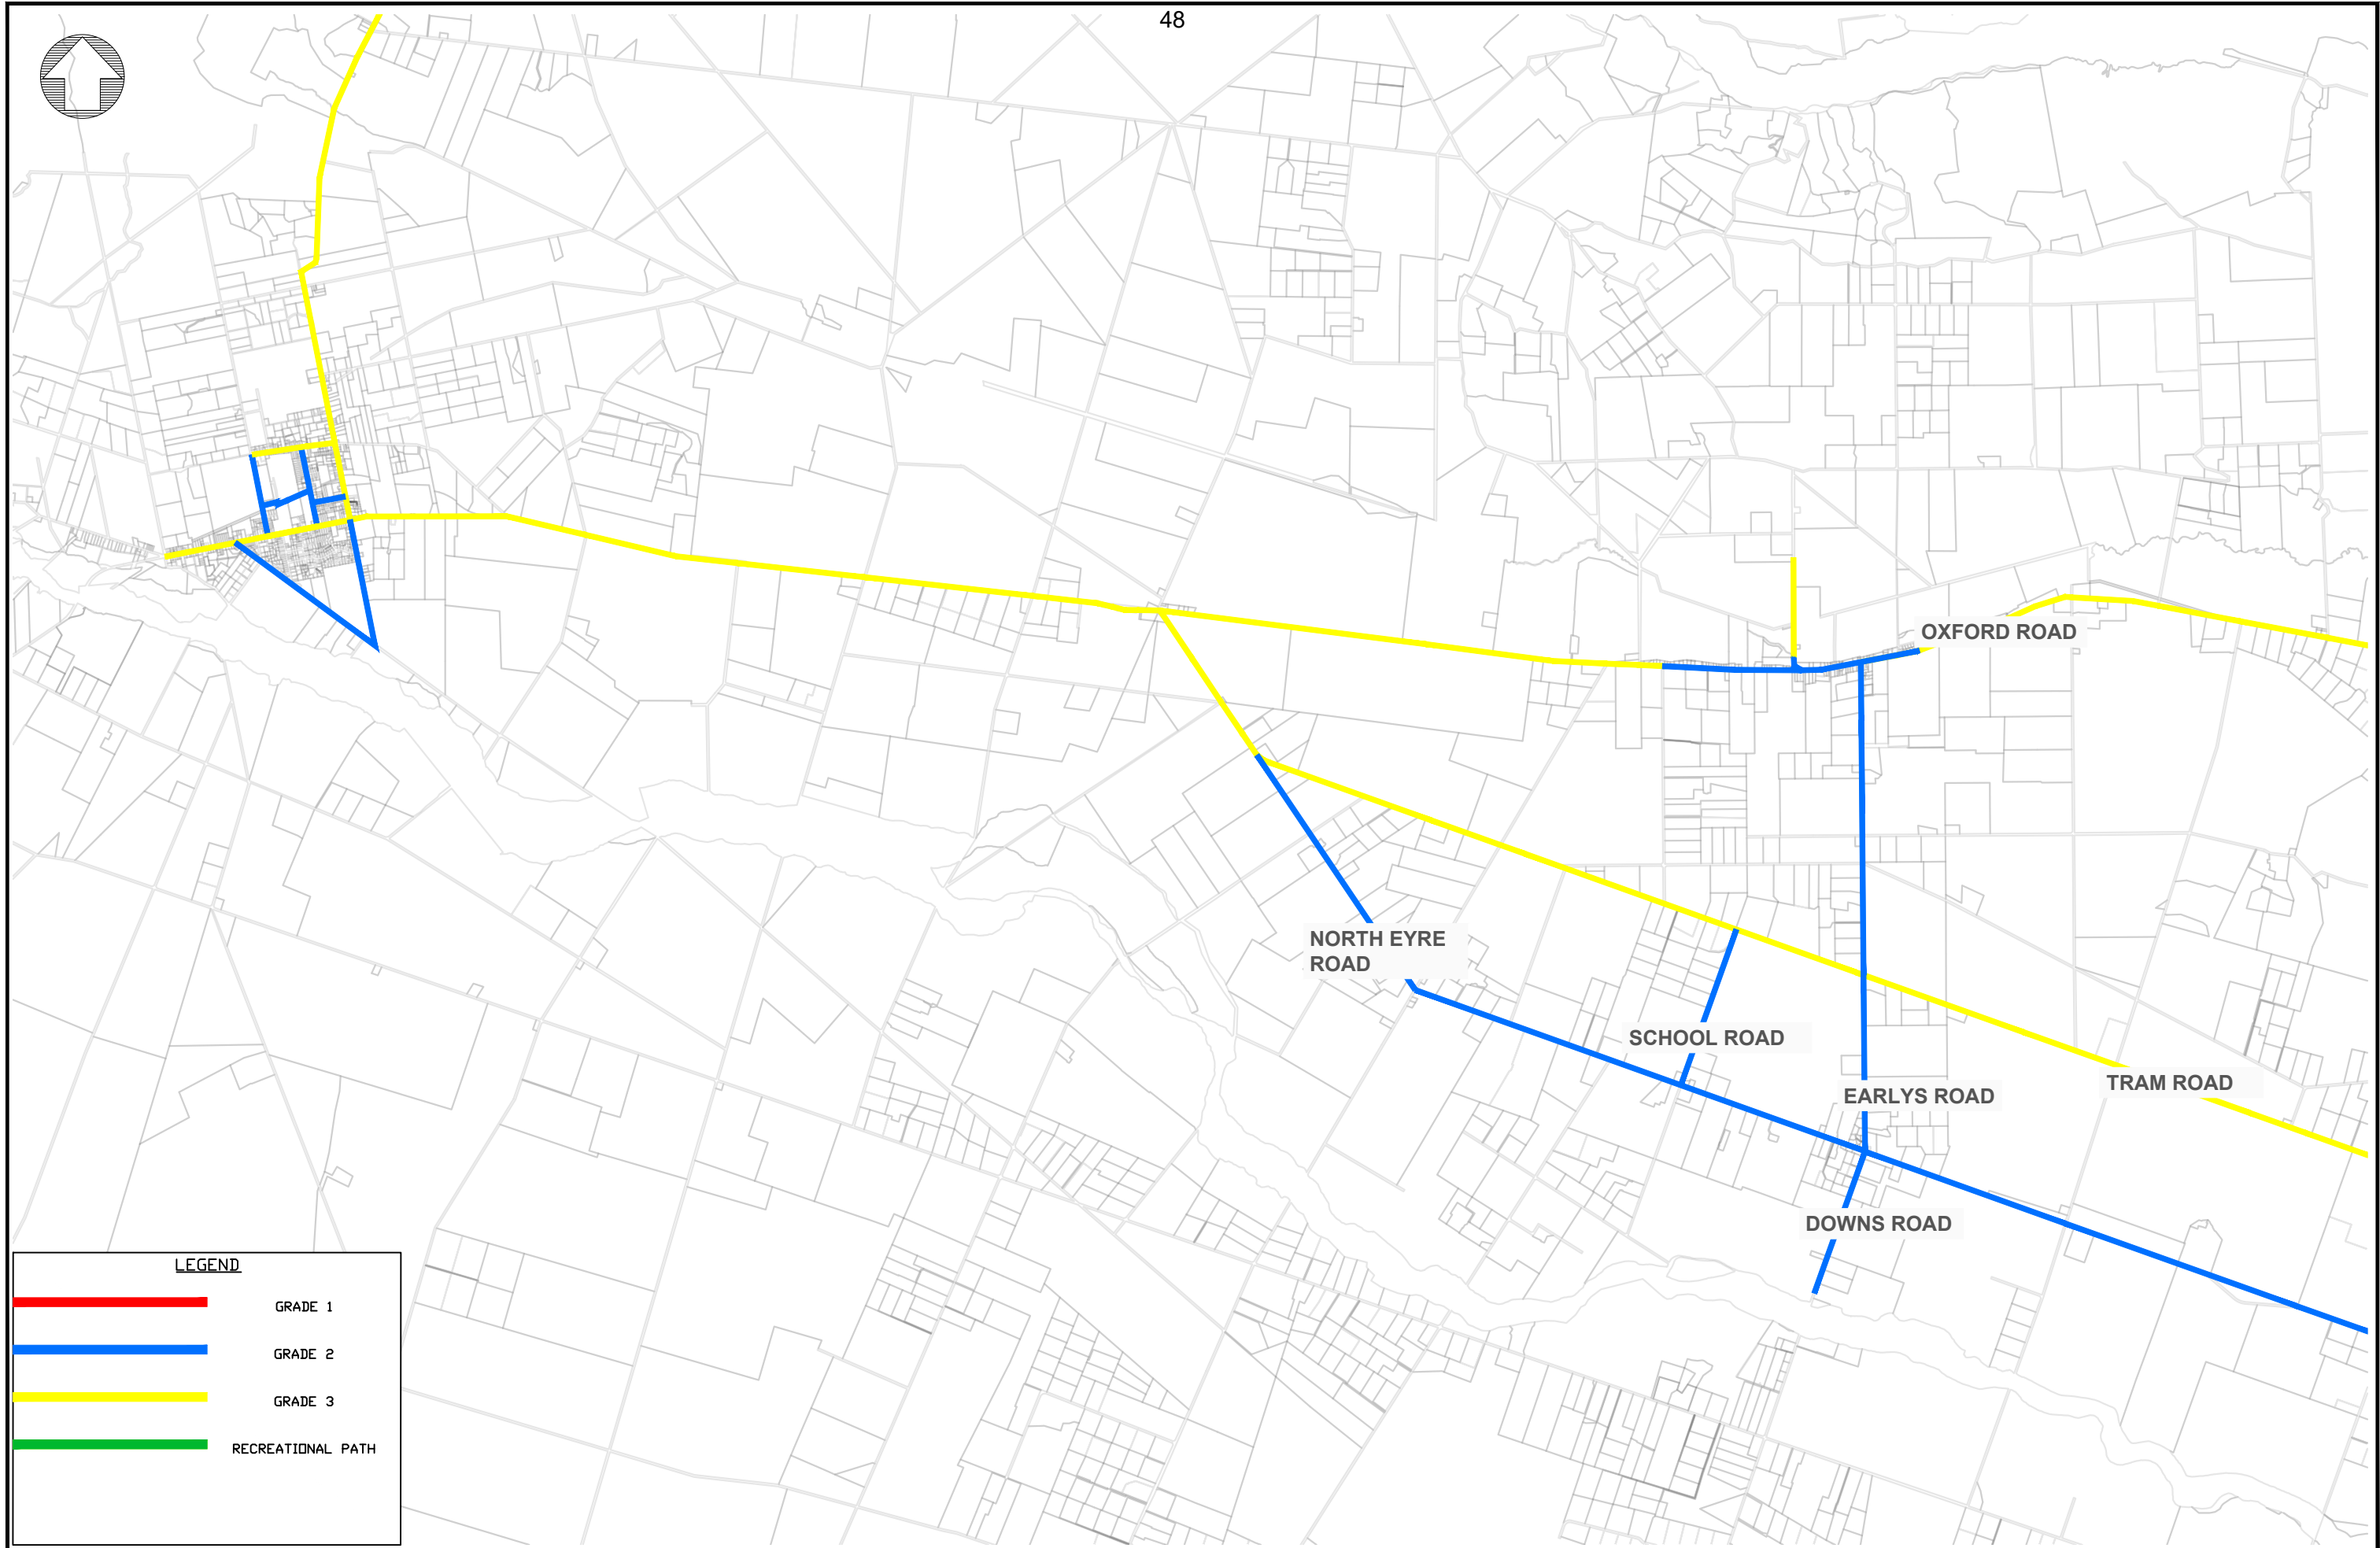 48
OXFORD ROAD
NORTH EYRE
ROAD
SCHOOL ROAD
TRAM ROAD
EARLYS ROAD
DOWNS ROAD
LEGEND
GRADE 1
GRADE 2
GRADE 3
RECREATIONAL PATH